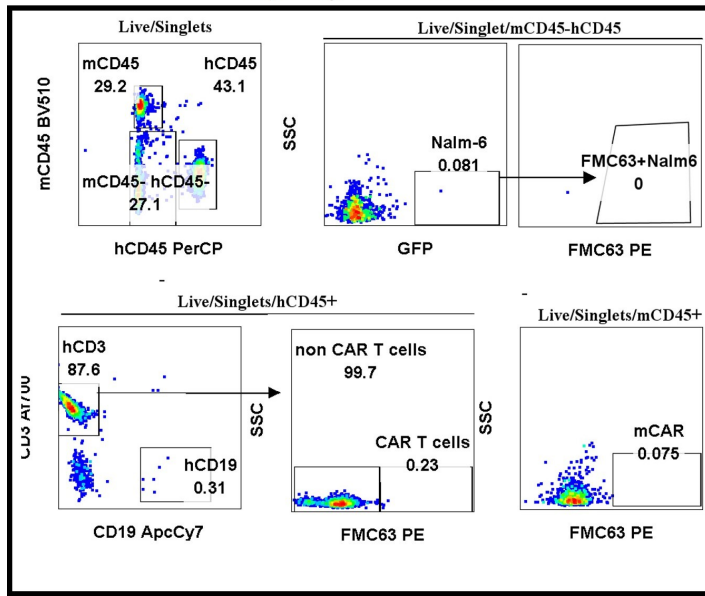 Live/Singlets
Live/Singlet/mCD45-hCD45
mCD45
29.2
hCD45
43.1
mCD45- hCD45-
27.1
mCD45 BV510
hCD45 PerCP
SSC
Nalm-6
0.081
GFP
FMC63+Nalm6
0
FMC63 PE
Live/Singlets/hCD45+
hCD3
87.6
hCD19
0.31
CD3 Af700
CD19 ApcCy7
SSC
non CAR T cells
99.7
CAR T cells
0.23
FMC63 PE
Live/Singlets/mCD45+
SSC
mCAR
0.075
FMC63 PE